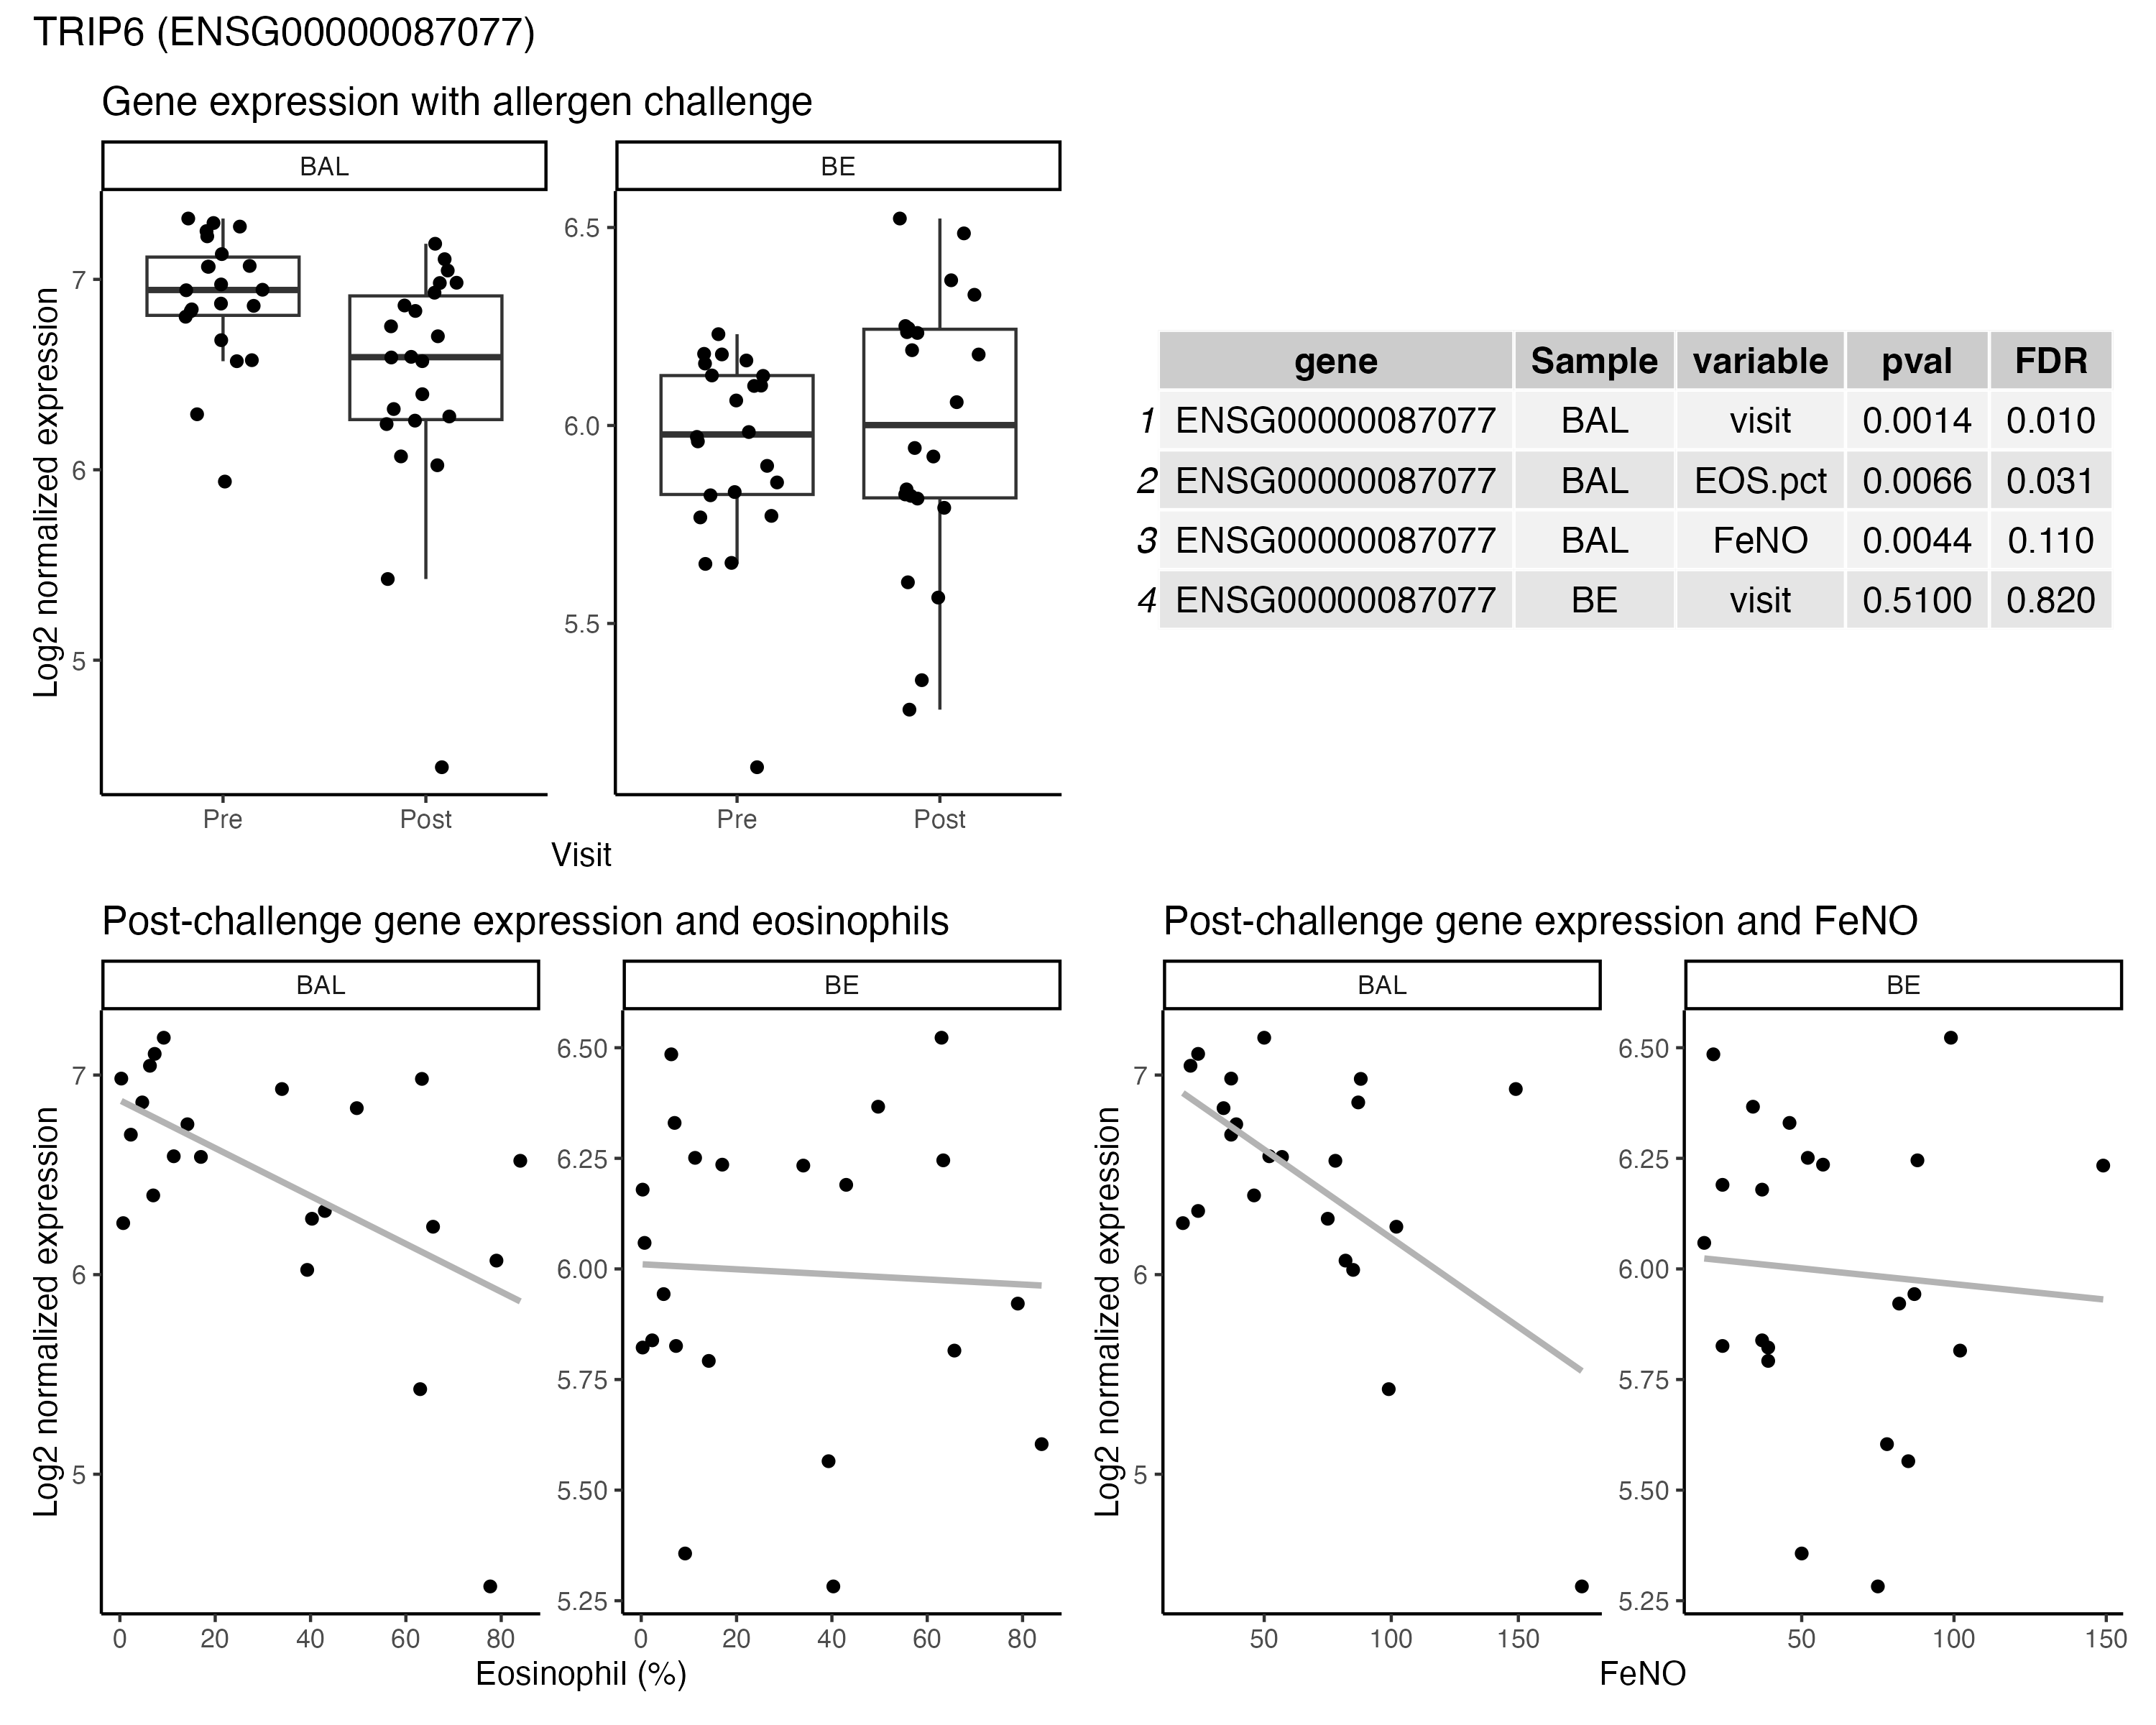 TRIP6 (ENSG00000087077)
Gene expression with allergen challenge
BAL
BE
Log2 normalized expression
7
6
5
6.5
6.0
5.5
Pre
Post
Pre
Post
Visit
gene Sample variable pval FDR
1 ENSG00000087077 BAL visit 0.0014 0.010
2 ENSG00000087077 BAL EOS.pct 0.0066 0.031
3 ENSG00000087077 BAL FeNO 0.0044 0.110
4 ENSG00000087077 BE visit 0.5100 0.820
Post-challenge gene expression and eosinophils
BAL
BE
Log2 normalized expression
7
6
5
6.50
6.25
6.00
5.75
5.50
5.25
0 20 40 60 80
0 20 40 60 80
Eosinophil (%)
Post-challenge gene expression and FeNO
BAL
BE
Log2 normalized expression
7
6
5
6.50
6.25
6.00
5.75
5.50
5.25
50 100 150
50 100 150
FeNO